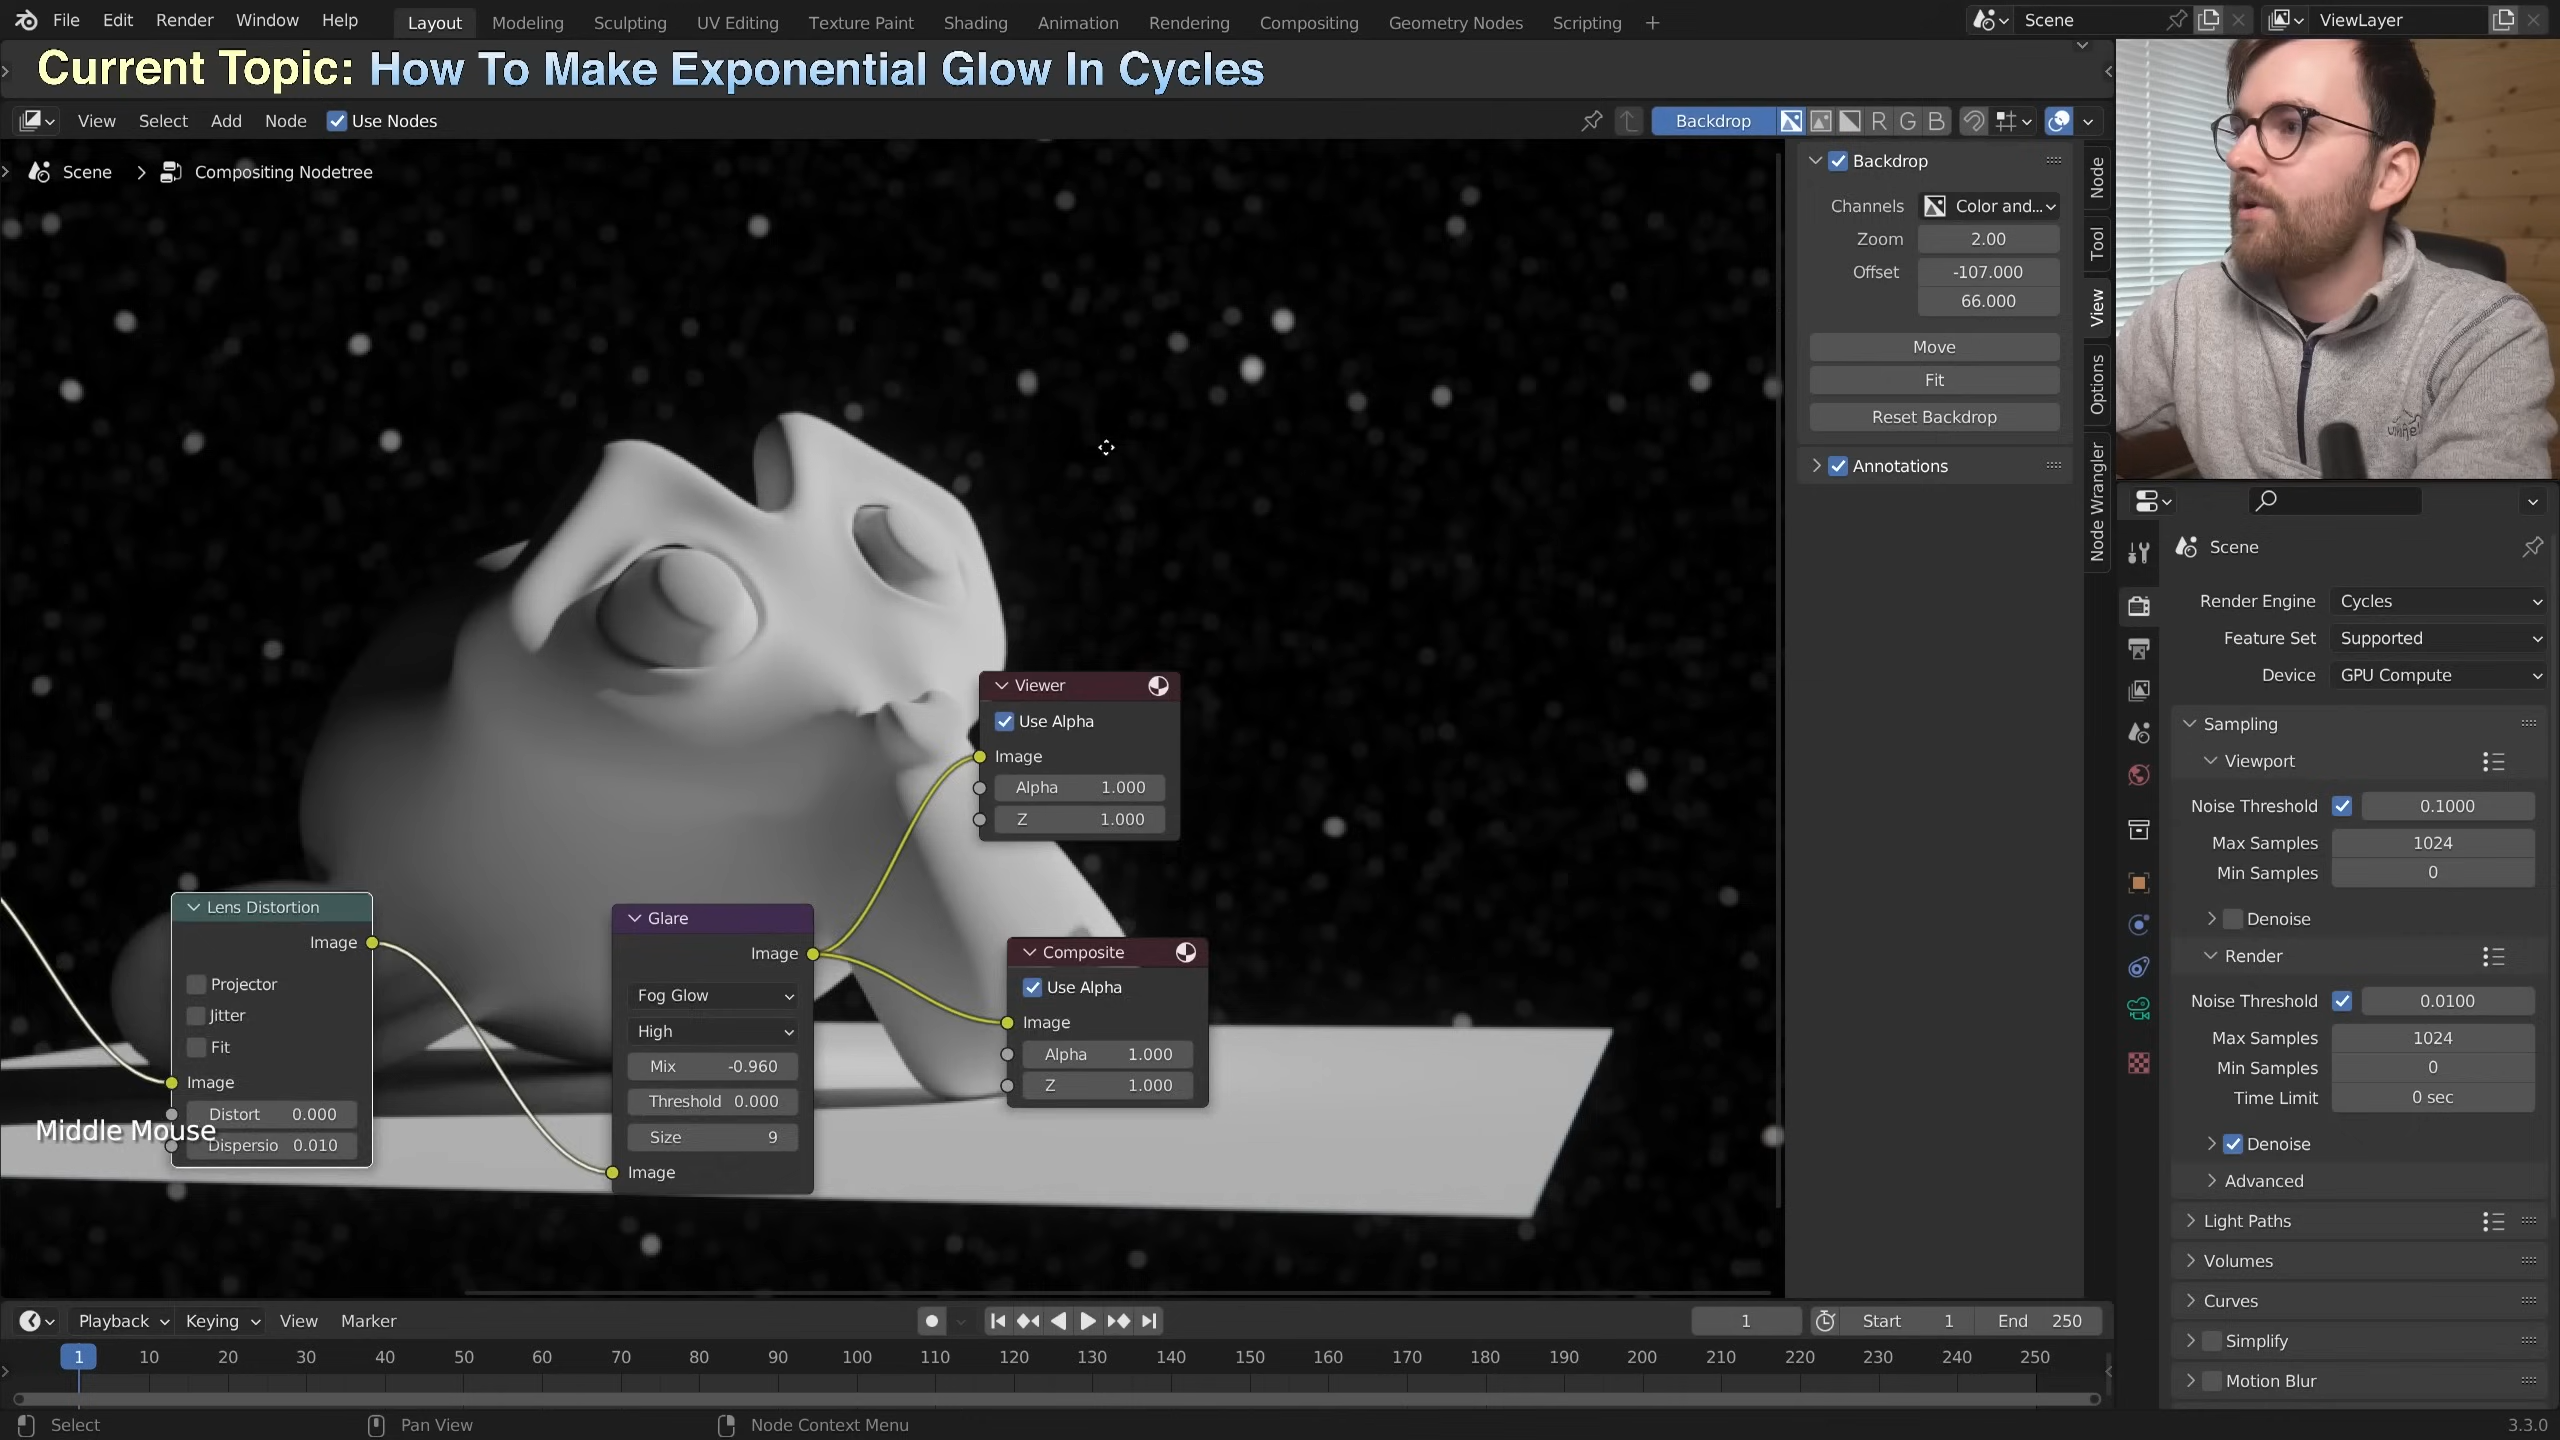 File Edit Render Window Help Layout Modeling Sculpting UV Editing Texture Paint Shading Animation Rendering Compositing Geometry Nodes Scripting + Scene ViewLayer
Current Topic: How To Make Exponential Glow In Cycles
View Select Add Node Use Nodes Backdrop R G B
Scene > Compositing Nodetree
Backdrop
Channels Color and...
Zoom 2.00
Offset -107.000
66.000
Move
Fit
Reset Backdrop
Annotations
Node
Tool
View
Options
Node Wrangler
Viewer
Use Alpha
Image
Alpha 1.000
Z 1.000
Lens Distortion
Image
Projector
Jitter
Fit
Image
Distort 0.000
Dispersio 0.010
Middle Mouse
Glare
Image
Fog Glow
High
Mix -0.960
Threshold 0.000
Size 9
Image
Composite
Use Alpha
Image
Alpha 1.000
Z 1.000
Scene
Render Engine Cycles
Feature Set Supported
Device GPU Compute
Sampling
Viewport
Noise Threshold 0.1000
Max Samples 1024
Min Samples 0
Denoise
Render
Noise Threshold 0.0100
Max Samples 1024
Min Samples 0
Time Limit 0 sec
Denoise
Advanced
Light Paths
Volumes
Curves
Simplify
Motion Blur
Playback Keying View Marker 1 Start 1 End 250
1 10 20 30 40 50 60 70 80 90 100 110 120 130 140 150 160 170 180 190 200 210 220 230 240 250
Select Pan View Node Context Menu 3.3.0